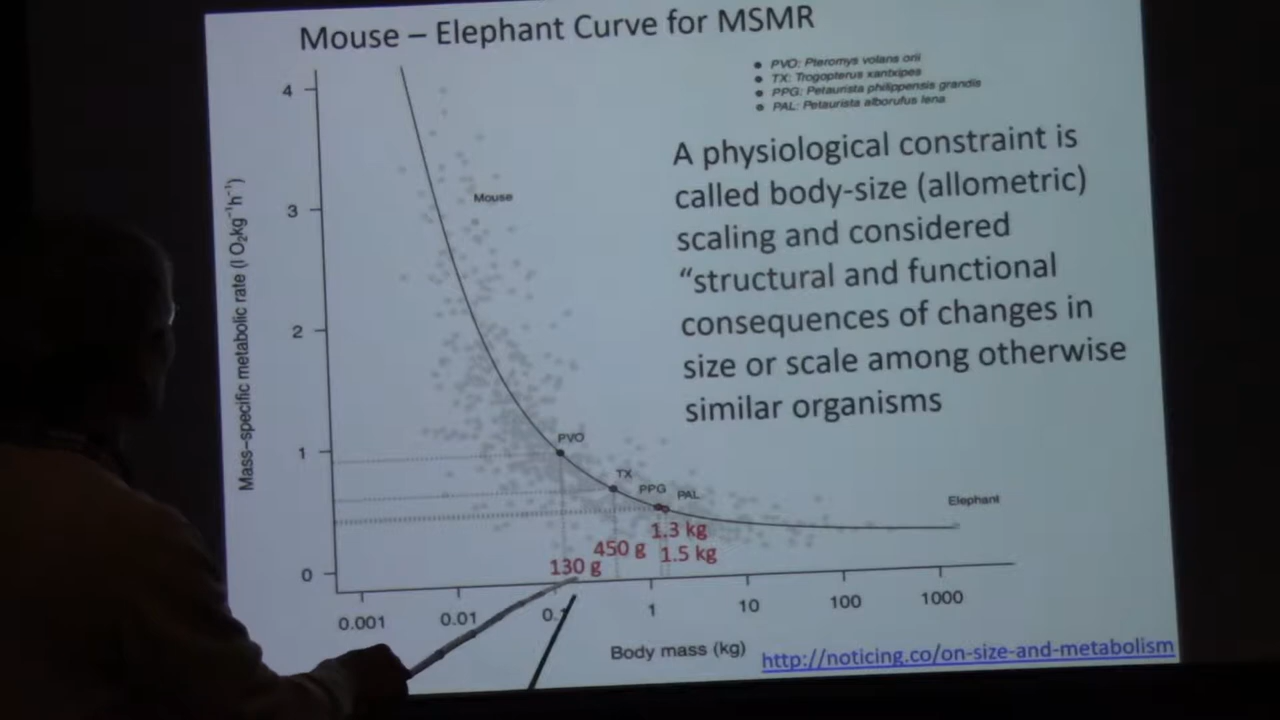 Mouse – Elephant Curve for MSMR
PVO: Pteromys volans orii
TX: Trogopterus xantxipes
PPG: Petaurista philippensis grandis
PAL: Petaurista alborufus lena
A physiological constraint is
called body-size (allometric)
scaling and considered
“structural and functional
consequences of changes in
size or scale among otherwise
similar organisms
Mass–specific metabolic rate (l O₂kg⁻¹h⁻¹)
4
3
2
1
0
Mouse
PVO
TX
PPG
PAL
Elephant
1.3 kg
450 g
1.5 kg
130 g
0.001
0.01
0.1
1
10
100
1000
Body mass (kg)
http://noticing.co/on-size-and-metabolism